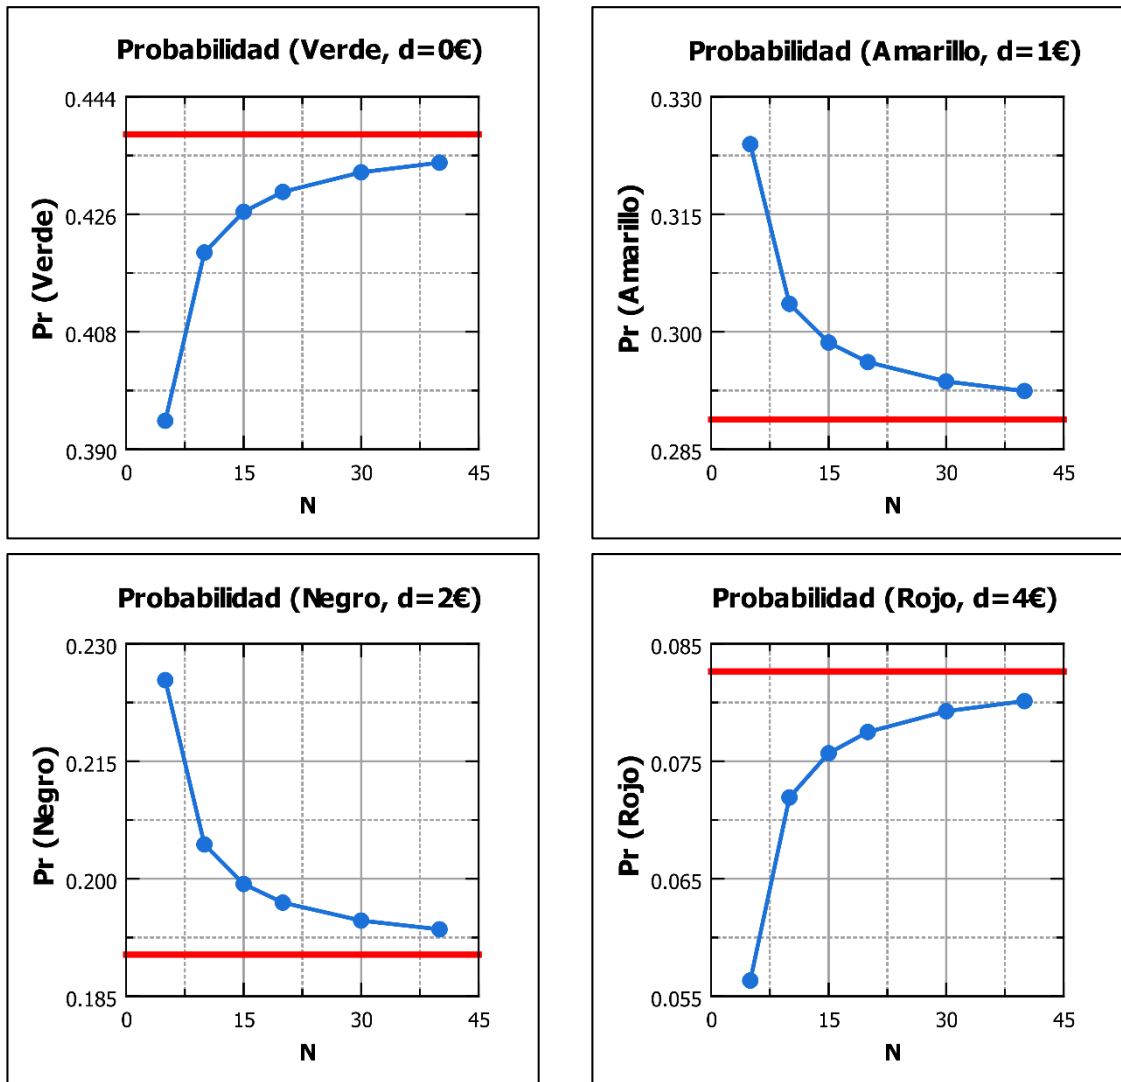 Probabilidad (Verde, d=0€)
0.444
0.426
0.408
0.390
Pr (Verde)
0 15 30 45
N
Probabilidad (Amarillo, d=1€)
0.330
0.315
0.300
0.285
Pr (Amarillo)
0 15 30 45
N
Probabilidad (Negro, d=2€)
0.230
0.215
0.200
0.185
Pr (Negro)
0 15 30 45
N
Probabilidad (Rojo, d=4€)
0.085
0.075
0.065
0.055
Pr (Rojo)
0 15 30 45
N